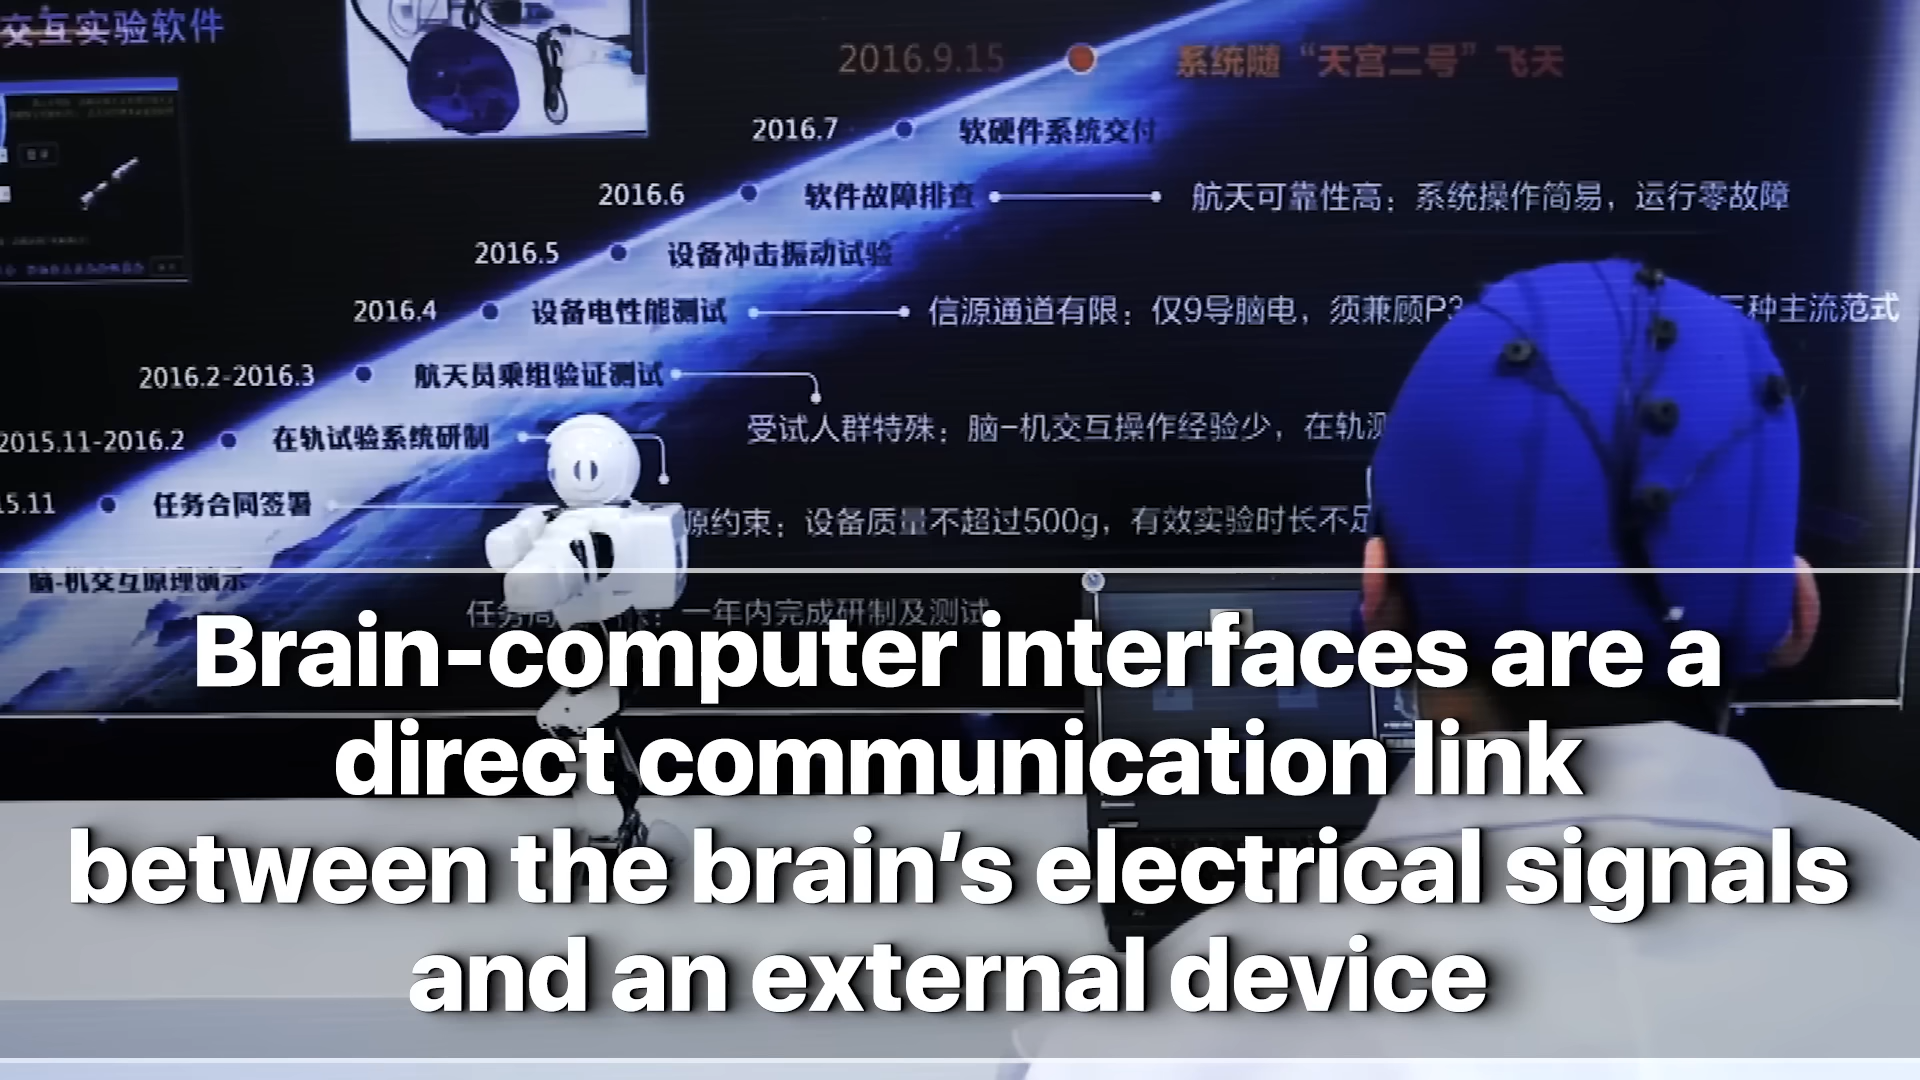 交互实验软件
2016.9.15 系统随“天宫二号”飞天
2016.7 软硬件系统交付
2016.6 软件故障排查 航天可靠性高：系统操作简易，运行零故障
2016.5 设备冲击振动试验
2016.4 设备电性能测试 信源通道有限：仅9导脑电，须兼顾P3 三种主流范式
2016.2-2016.3 航天员乘组验证测试
受试人群特殊：脑-机交互操作经验少，在轨测
2015.11-2016.2 在轨试验系统研制
15.11 任务合同签署
源约束：设备质量不超过500g，有效实验时长不足
脑-机交互原理演示
任务周 ：一年内完成研制及测试
Brain-computer interfaces are a
direct communication link
between the brain’s electrical signals
and an external device